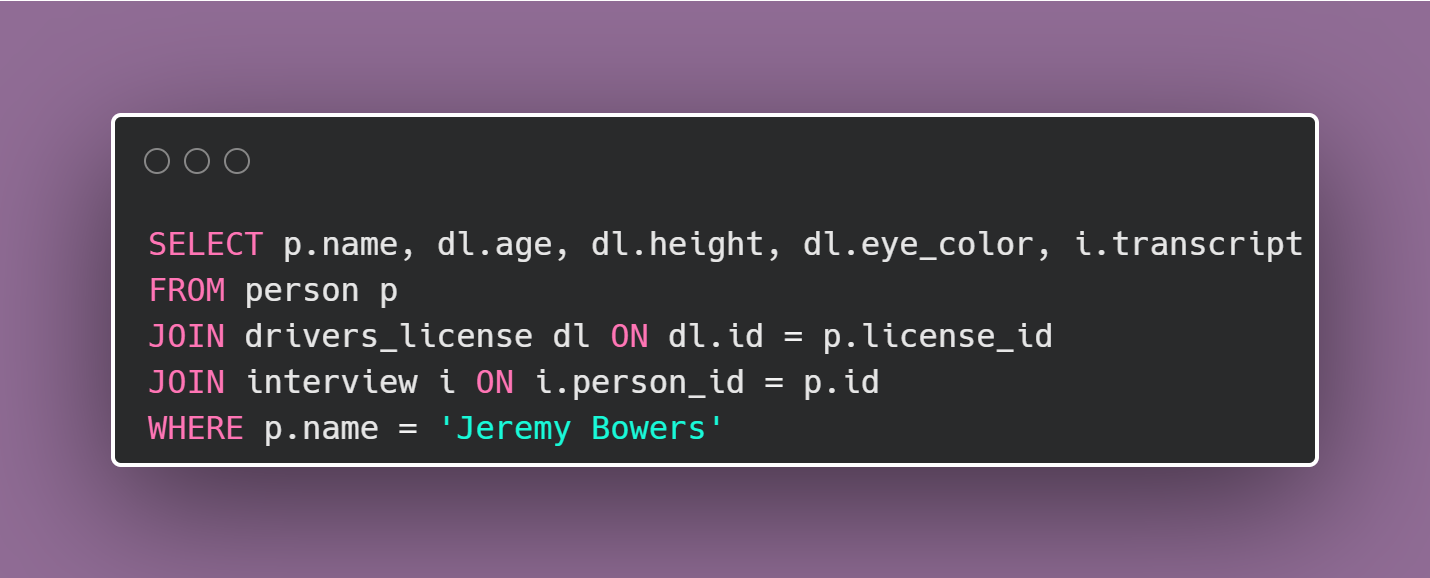 SELECT p.name, dl.age, dl.height, dl.eye_color, i.transcript
FROM person p
JOIN drivers_license dl ON dl.id = p.license_id
JOIN interview i ON i.person_id = p.id
WHERE p.name = 'Jeremy Bowers'